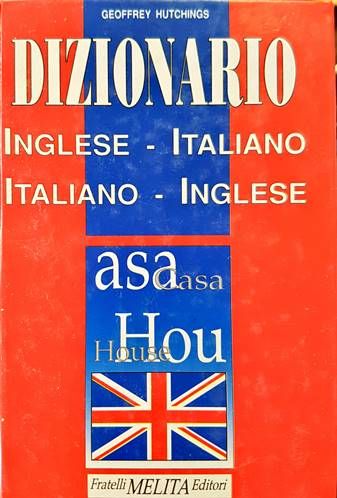 GEOFFREY HUTCHINGS
DIZIONARIO
INGLESE - ITALIANO
ITALIANO - INGLESE
asa
Casa
Hou
House
Fratelli MELITA Editori